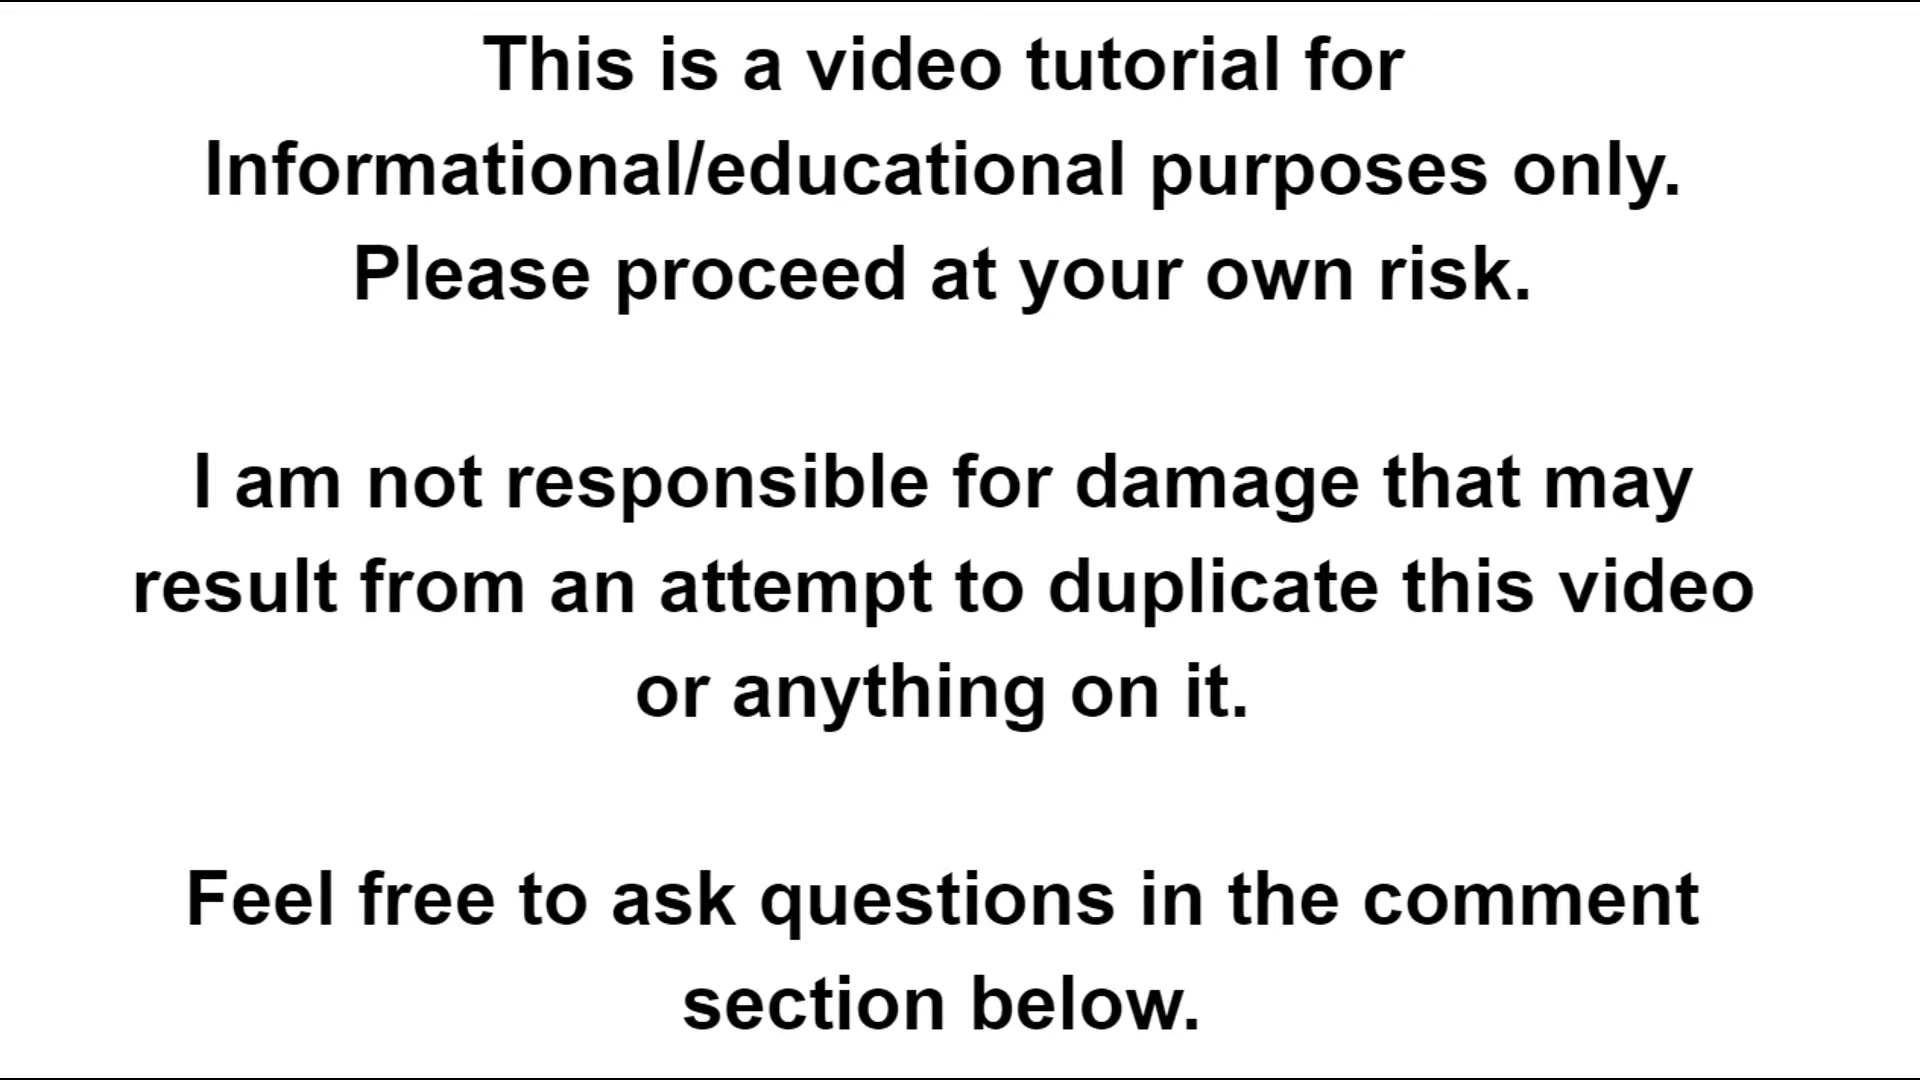 This is a video tutorial for
Informational/educational purposes only.
Please proceed at your own risk.
I am not responsible for damage that may
result from an attempt to duplicate this video
or anything on it.
Feel free to ask questions in the comment
section below.